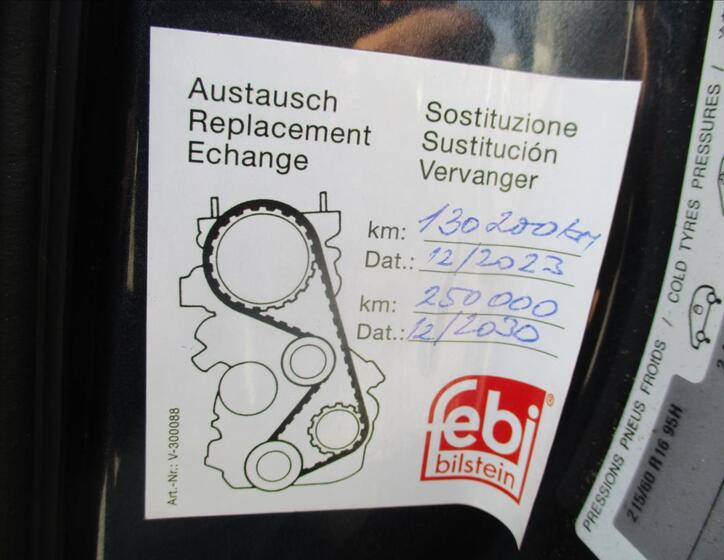 Austausch
Replacement
Echange
Sostituzione
Sustitución
Vervanger
km: 130200km
Dat.: 12/2023
km: 250000
Dat.: 12/2030
febi
®
bilstein
Art.-Nr.: V-300088
PRESSIONS PNEUS FROIDS / COLD TYRES PRESSURES /
215/60 R16 95H